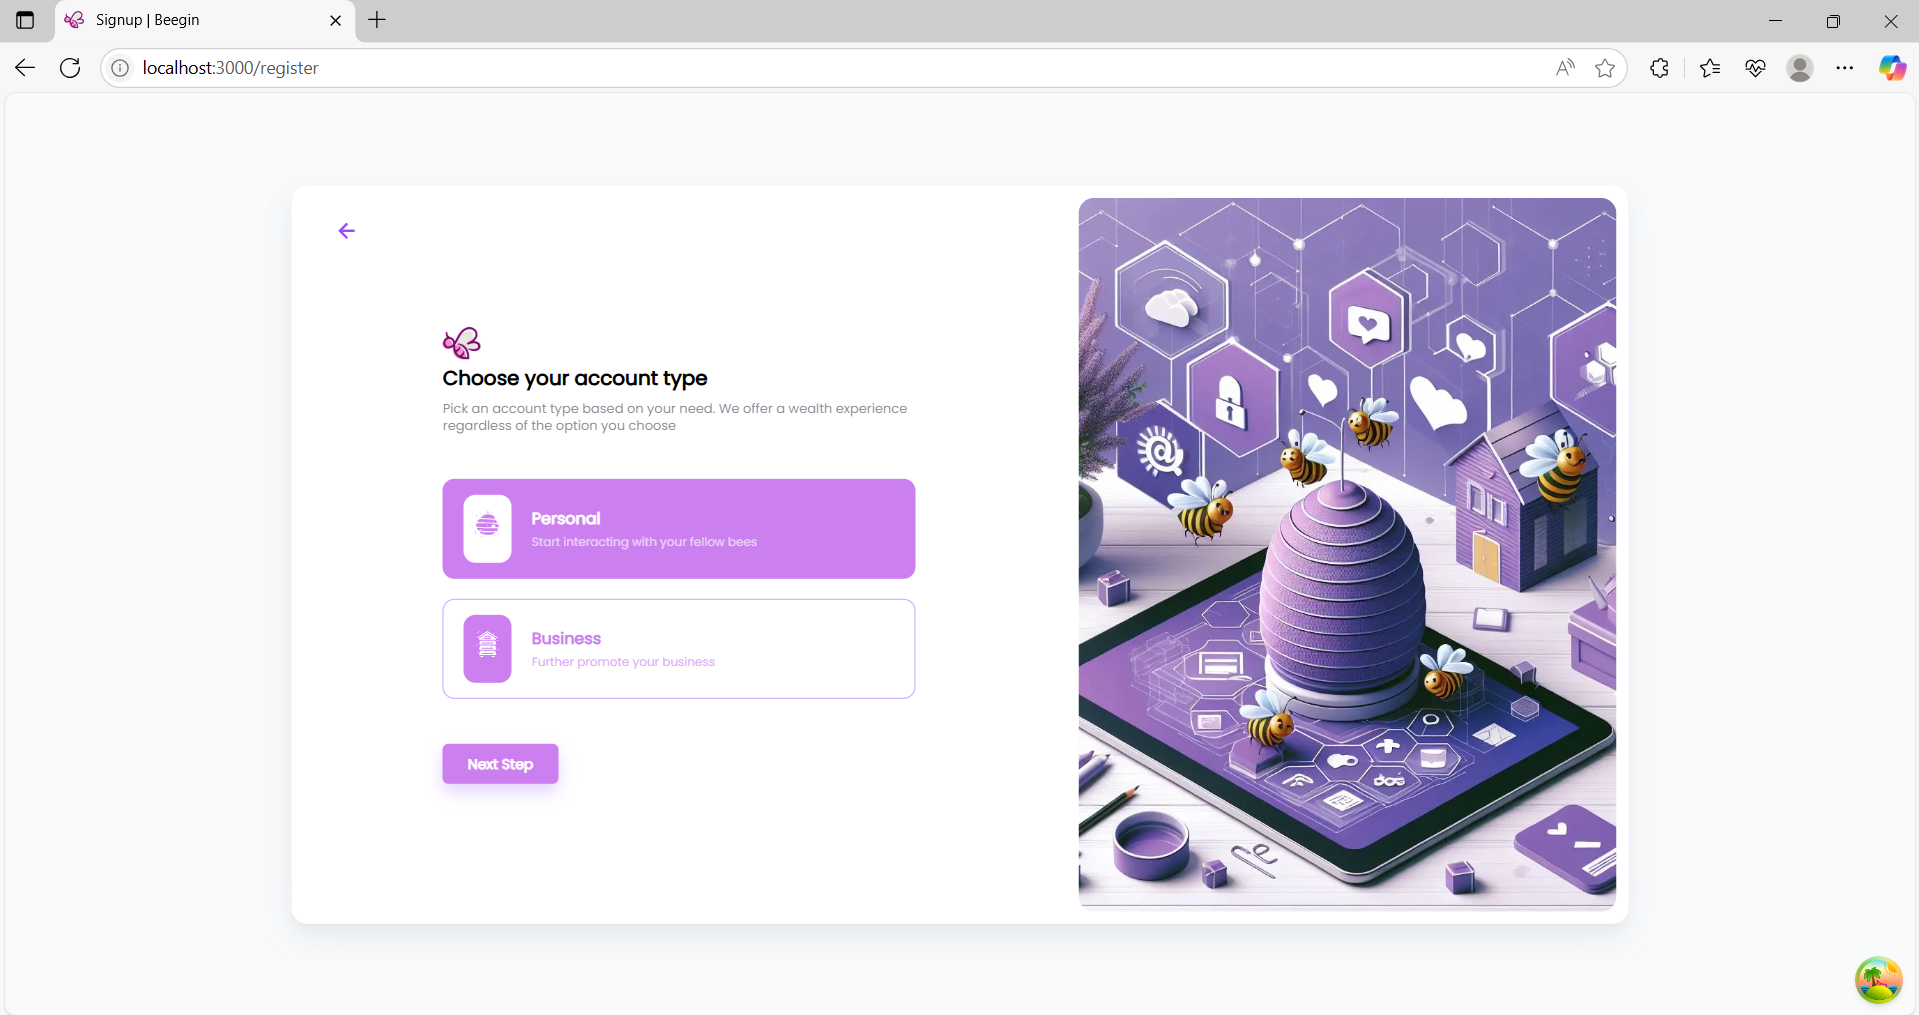 Signup | Beegin
localhost:3000/register
Choose your account type
Pick an account type based on your need. We offer a wealth experience
regardless of the option you choose
Personal
Start interacting with your fellow bees
Business
Further promote your business
Next Step